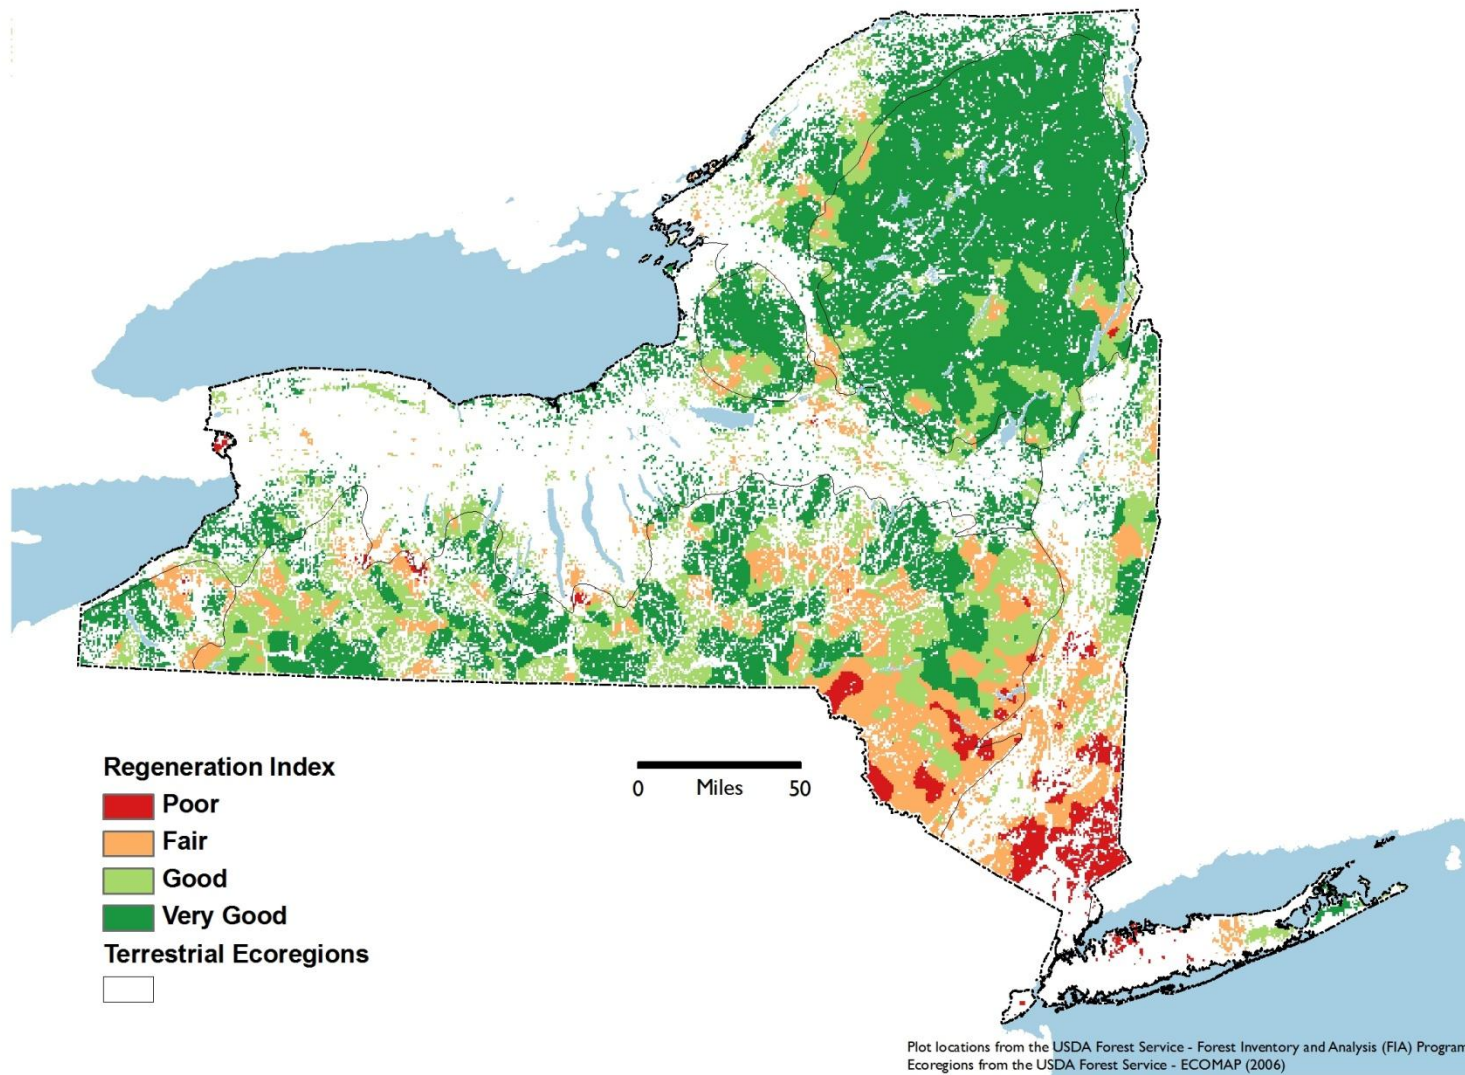 Regeneration Index
Poor
Fair
Good
Very Good
Terrestrial Ecoregions
0 Miles 50
Plot locations from the USDA Forest Service - Forest Inventory and Analysis (FIA) Program
Ecoregions from the USDA Forest Service - ECOMAP (2006)